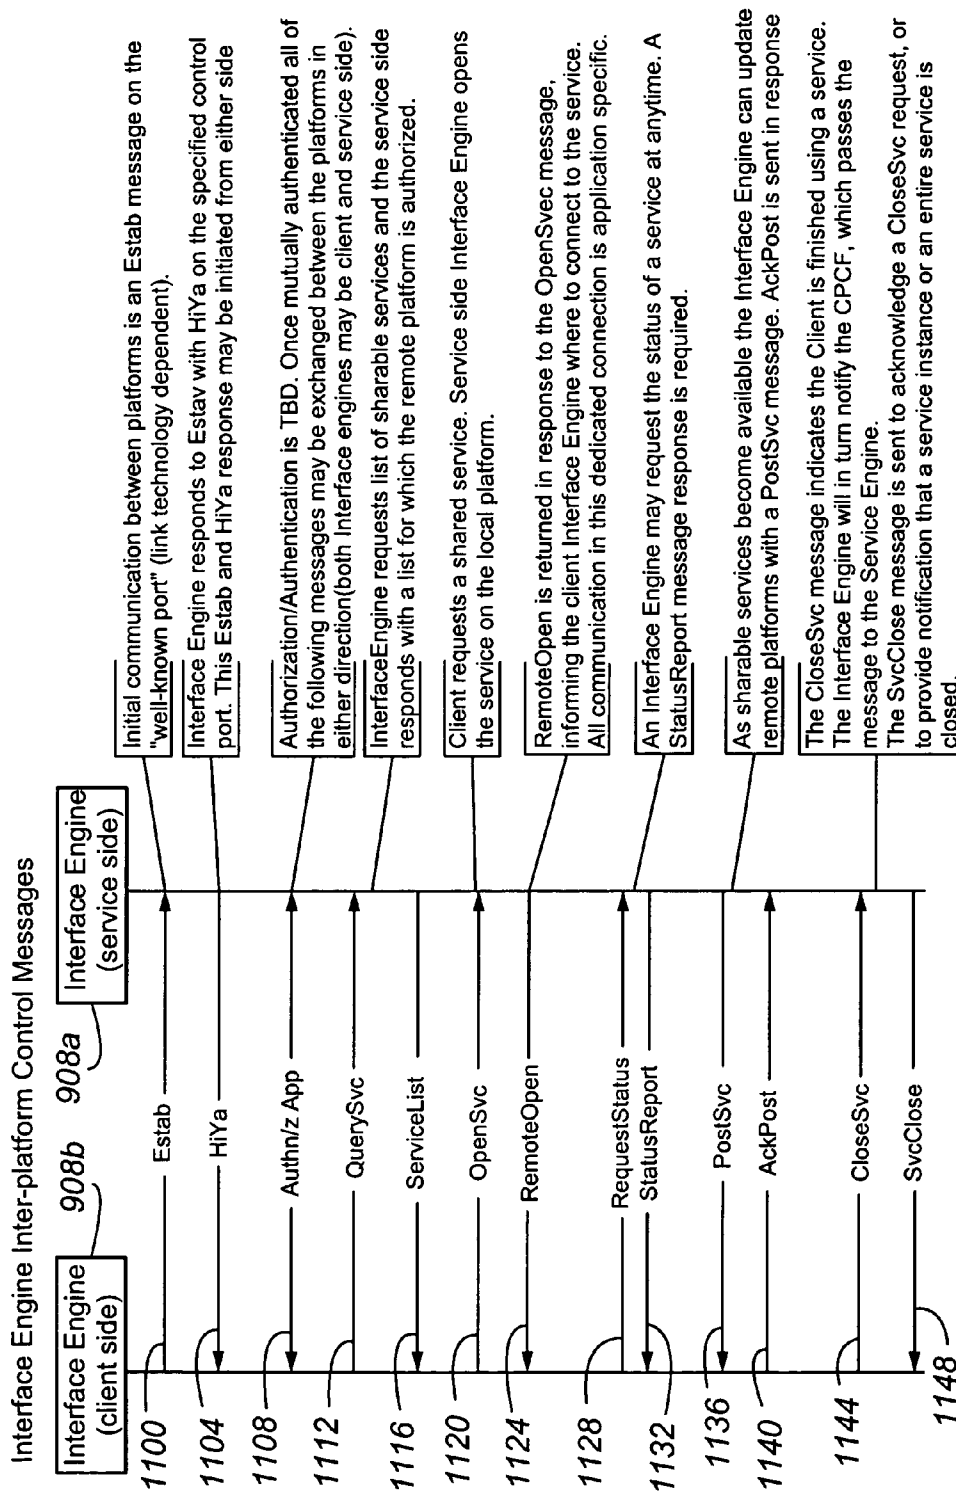 Interface Engine Inter-platform Control Messages
Interface Engine
(client side)
908b
908a
Interface Engine
(service side)
1100
Estab
Initial communication between platforms is an Estab message on the
"well-known port" (link technology dependent).
1104
HiYa
Interface Engine responds to Estav with HiYa on the specified control
port. This Estab and HiYa response may be initiated from either side
1108
Authn/z App
Authorization/Authentication is TBD. Once mutually authenticated all of
the following messages may be exchanged between the platforms in
either direction(both Interface engines may be client and service side).
1112
QuerySvc
InterfaceEngine requests list of sharable services and the service side
responds with a list for which the remote platform is authorized.
1116
ServiceList
1120
OpenSvc
Client requests a shared service. Service side Interface Engine opens
the service on the local platform.
1124
RemoteOpen
RemoteOpen is returned in response to the OpenSvec message,
informing the client Interface Engine where to connect to the service.
All communication in this dedicated connection is application specific.
1128
RequestStatus
An Interface Engine may request the status of a service at anytime. A
StatusReport message response is required.
StatusReport
1132
1136
PostSvc
As sharable services become available the Interface Engine can update
remote platforms with a PostSvc message. AckPost is sent in response
1140
AckPost
1144
CloseSvc
The CloseSvc message indicates the Client is finished using a service.
The Interface Engine will in turn notify the CPCF, which passes the
message to the Service Engine.
The SvcClose message is sent to acknowledge a CloseSvc request, or
to provide notification that a service instance or an entire service is
closed.
SvcClose
1148